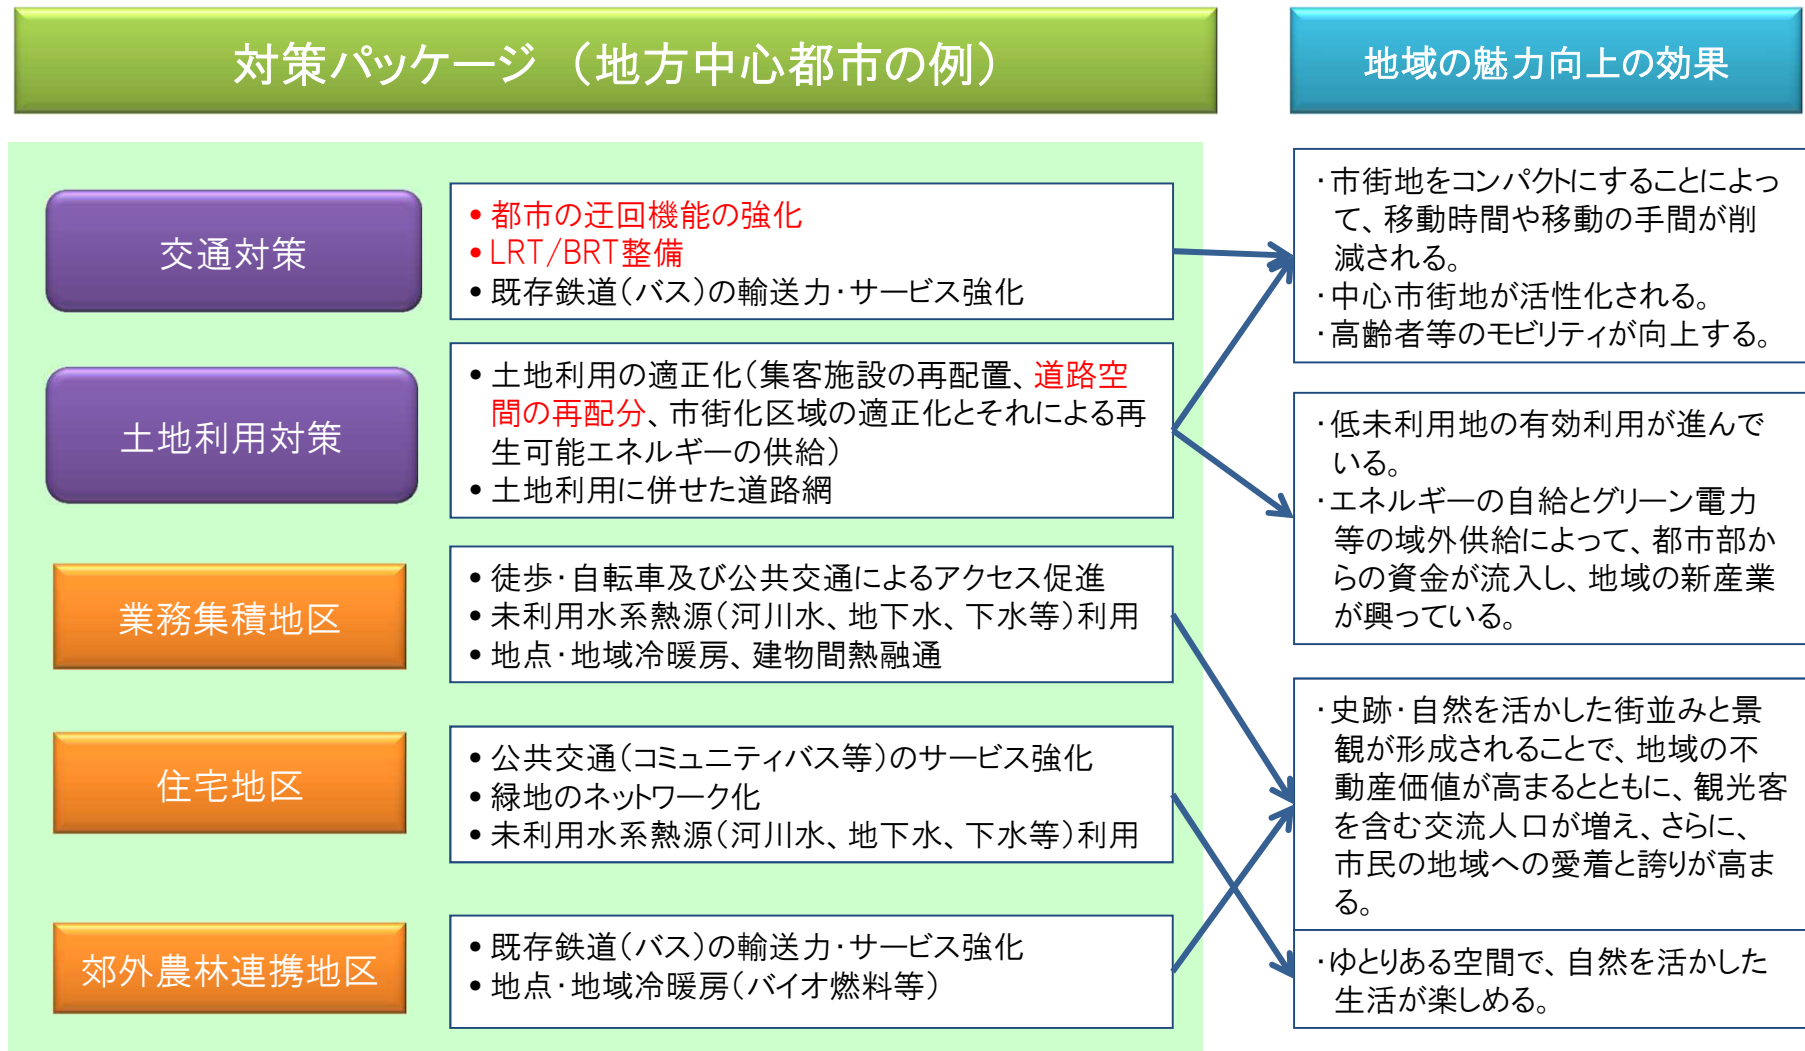 対策パッケージ（地方中心都市の例）
地域の魅力向上の効果
交通対策
• 都市の迂回機能の強化
• LRT/BRT整備
• 既存鉄道（バス）の輸送力・サービス強化
土地利用対策
• 土地利用の適正化（集客施設の再配置、道路空
間の再配分、市街化区域の適正化とそれによる再
生可能エネルギーの供給）
• 土地利用に併せた道路網
業務集積地区
• 徒歩・自転車及び公共交通によるアクセス促進
• 未利用水系熱源（河川水、地下水、下水等）利用
• 地点・地域冷暖房、建物間熱融通
住宅地区
• 公共交通（コミュニティバス等）のサービス強化
• 緑地のネットワーク化
• 未利用水系熱源（河川水、地下水、下水等）利用
郊外農林連携地区
• 既存鉄道（バス）の輸送力・サービス強化
• 地点・地域冷暖房（バイオ燃料等）
・市街地をコンパクトにすることによっ
て、移動時間や移動の手間が削
減される。
・中心市街地が活性化される。
・高齢者等のモビリティが向上する。
・低未利用地の有効利用が進んで
いる。
・エネルギーの自給とグリーン電力
等の域外供給によって、都市部か
らの資金が流入し、地域の新産業
が興っている。
・史跡・自然を活かした街並みと景
観が形成されることで、地域の不
動産価値が高まるとともに、観光客
を含む交流人口が増え、さらに、
市民の地域への愛着と誇りが高ま
る。
・ゆとりある空間で、自然を活かした
生活が楽しめる。